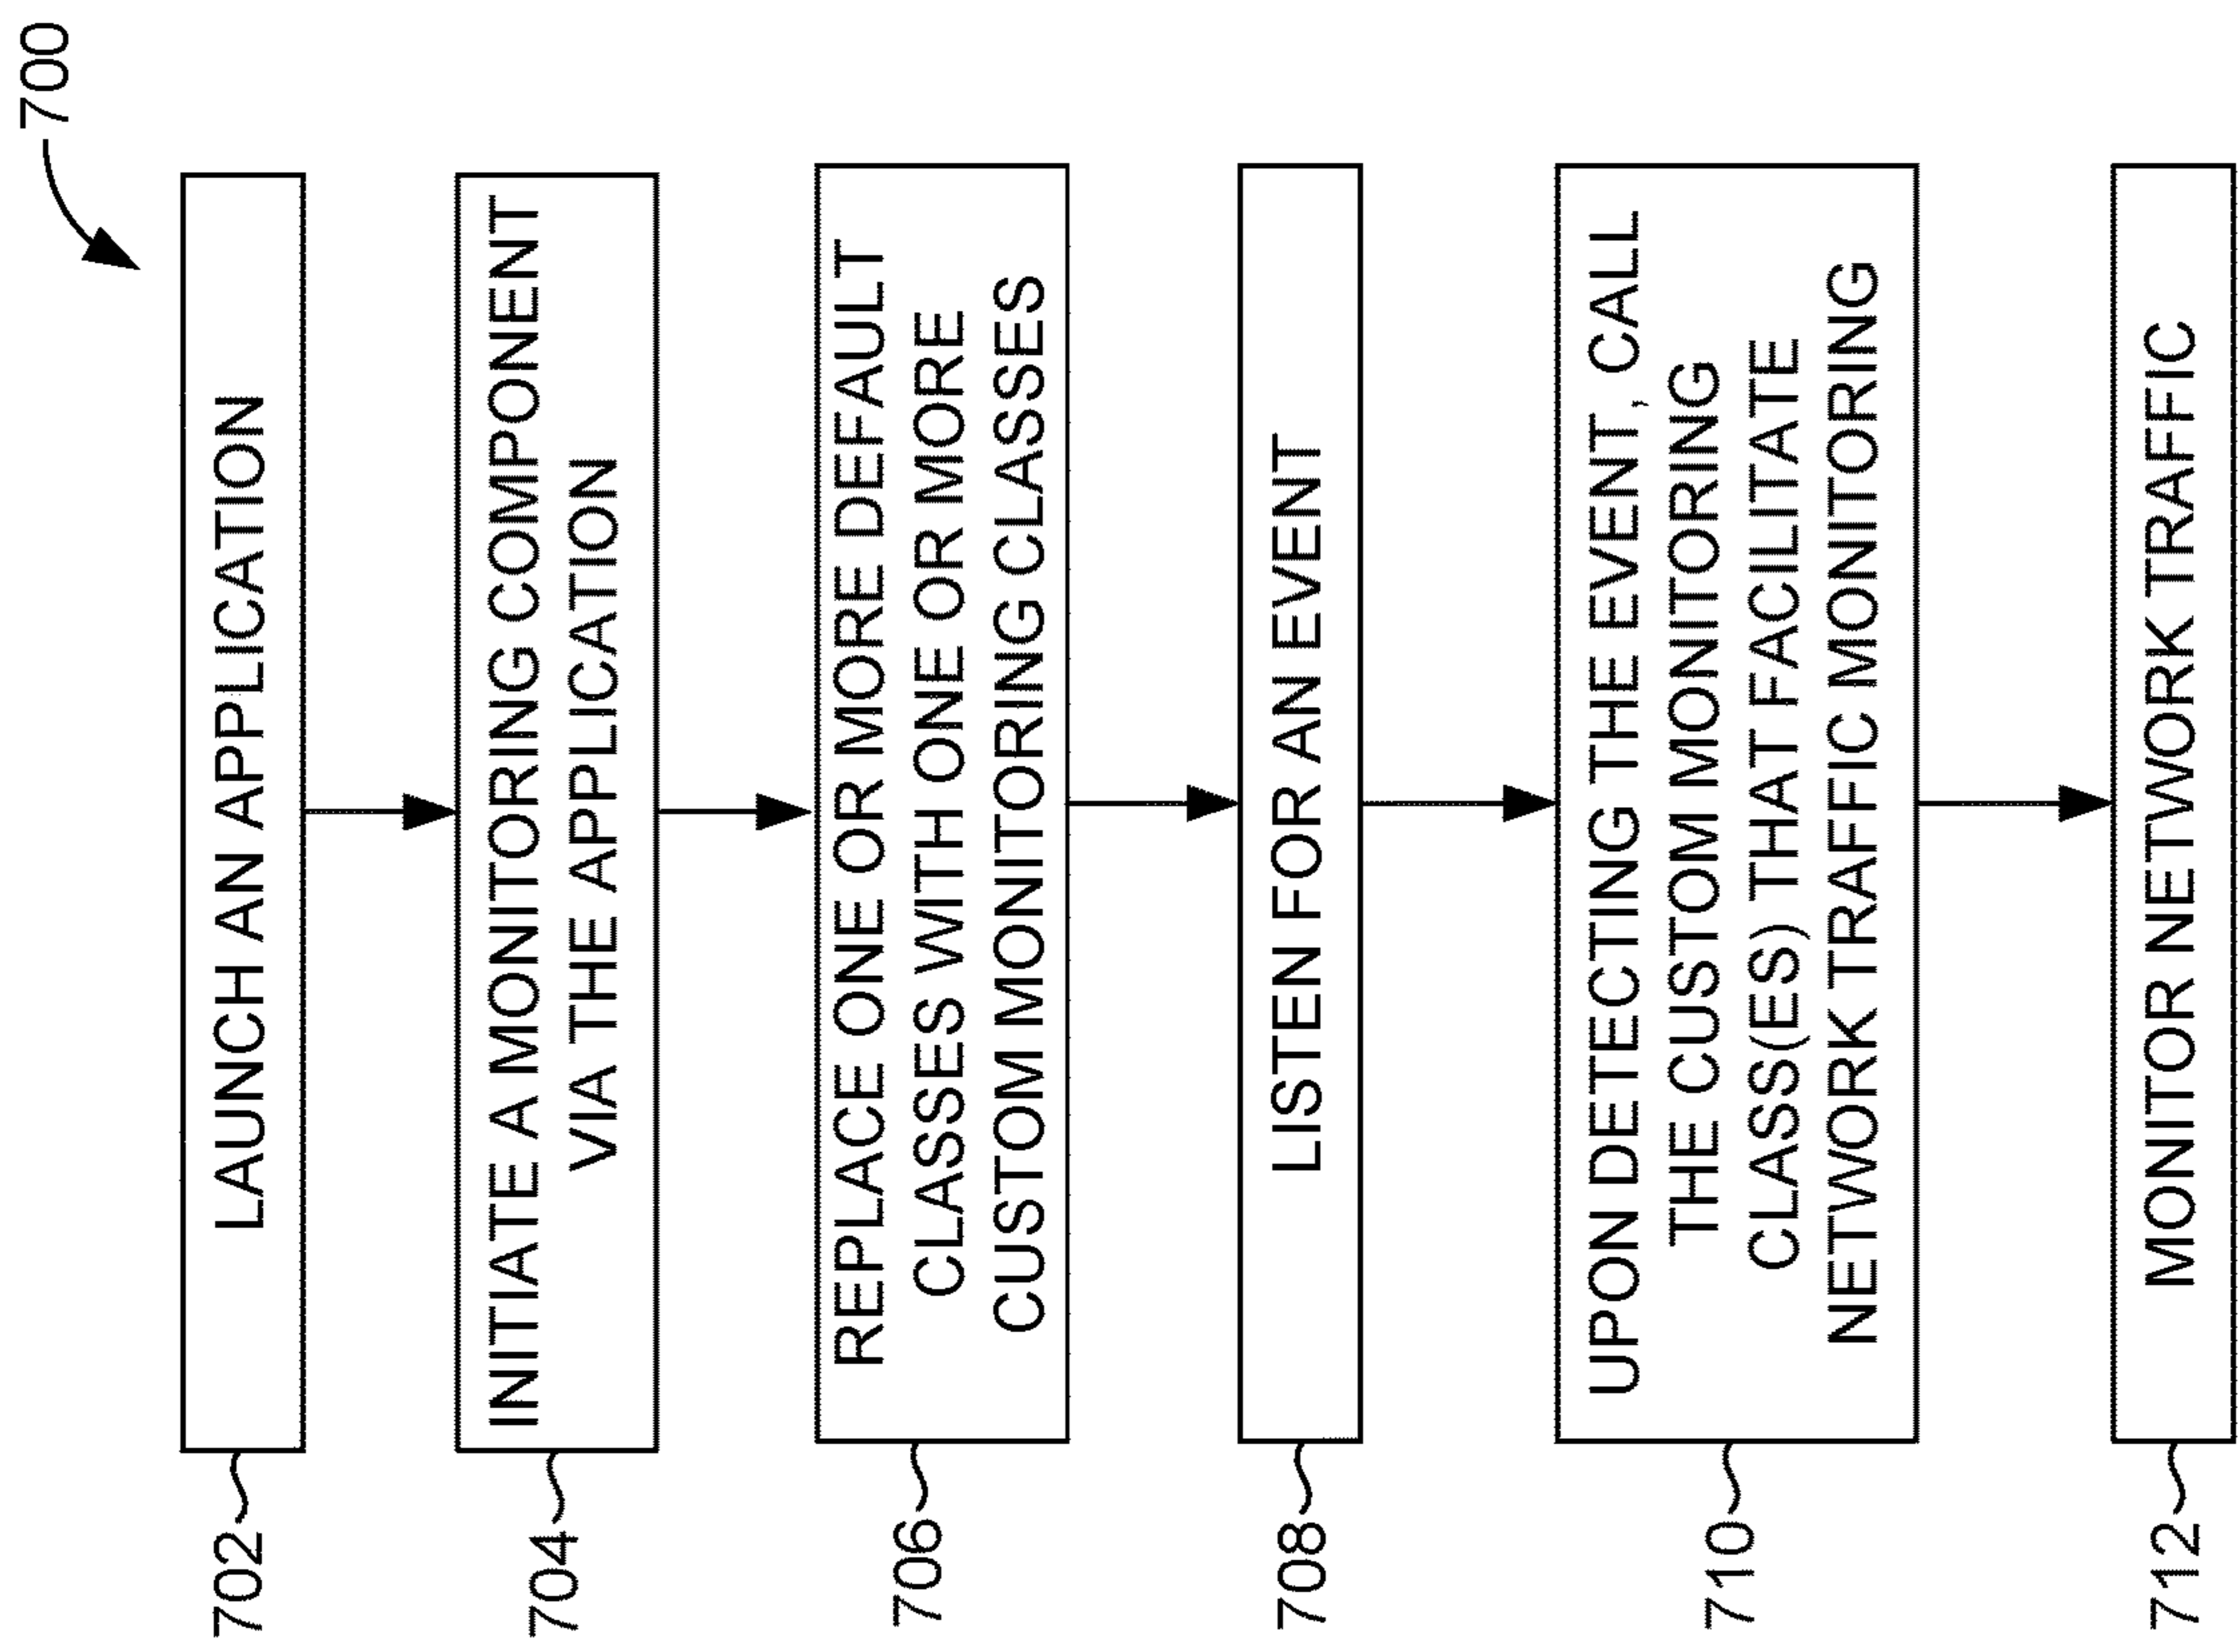 700
702
LAUNCH AN APPLICATION
704
INITIATE A MONITORING COMPONENT
VIA THE APPLICATION
706
REPLACE ONE OR MORE DEFAULT
CLASSES WITH ONE OR MORE
CUSTOM MONITORING CLASSES
708
LISTEN FOR AN EVENT
710
UPON DETECTING THE EVENT, CALL
THE CUSTOM MONITORING
CLASS(ES) THAT FACILITATE
NETWORK TRAFFIC MONITORING
712
MONITOR NETWORK TRAFFIC